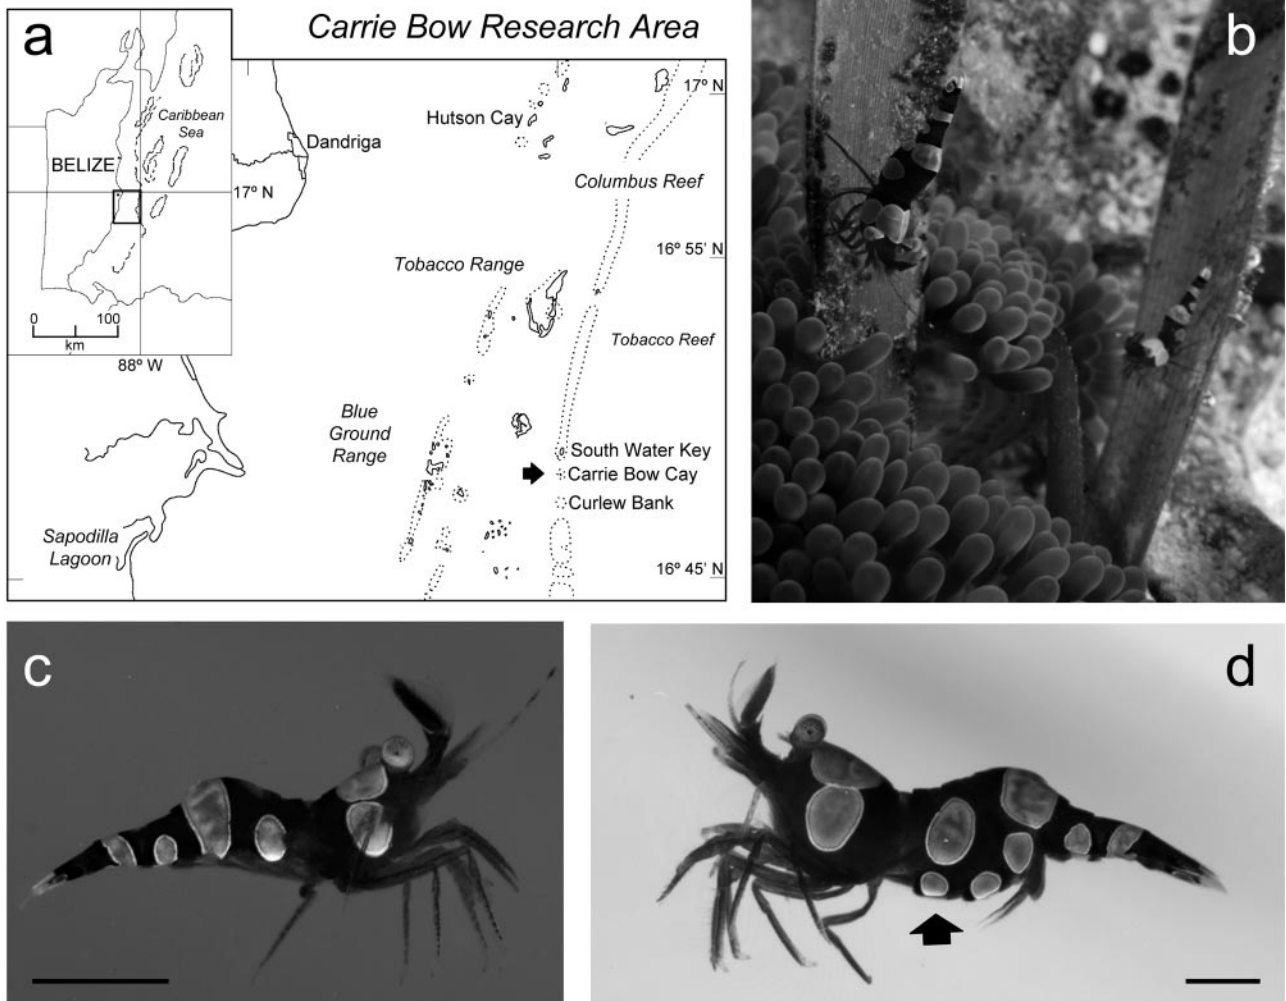 a
Carrie Bow Research Area
Caribbean
Sea
BELIZE
17º N
0 100
km
88º W
Hutson Cay
Dandriga
17º N
Columbus Reef
16º 55’ N
Tobacco Range
Tobacco Reef
Blue
Ground
Range
South Water Key
Carrie Bow Cay
Curlew Bank
Sapodilla
Lagoon
16º 45’ N
b
c
d